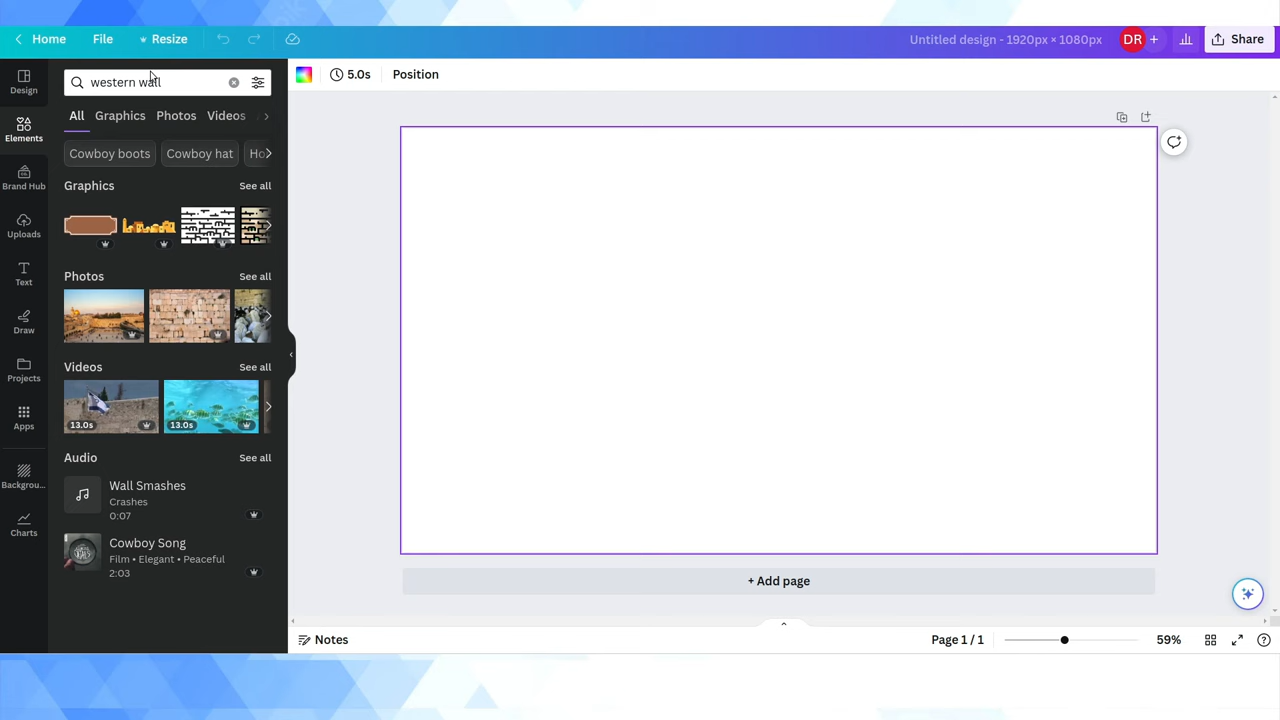 Home
File
Resize
Untitled design - 1920px × 1080px
DR
+
Share
Design
Elements
Brand Hub
Uploads
Text
Draw
Projects
Apps
Backgrou...
Charts
western wall
All
Graphics
Photos
Videos
Cowboy boots
Cowboy hat
Ho
Graphics
See all
Photos
See all
Videos
See all
13.0s
13.0s
Audio
See all
Wall Smashes
Crashes
0:07
Cowboy Song
Film • Elegant • Peaceful
2:03
5.0s
Position
+ Add page
Notes
Page 1 / 1
59%